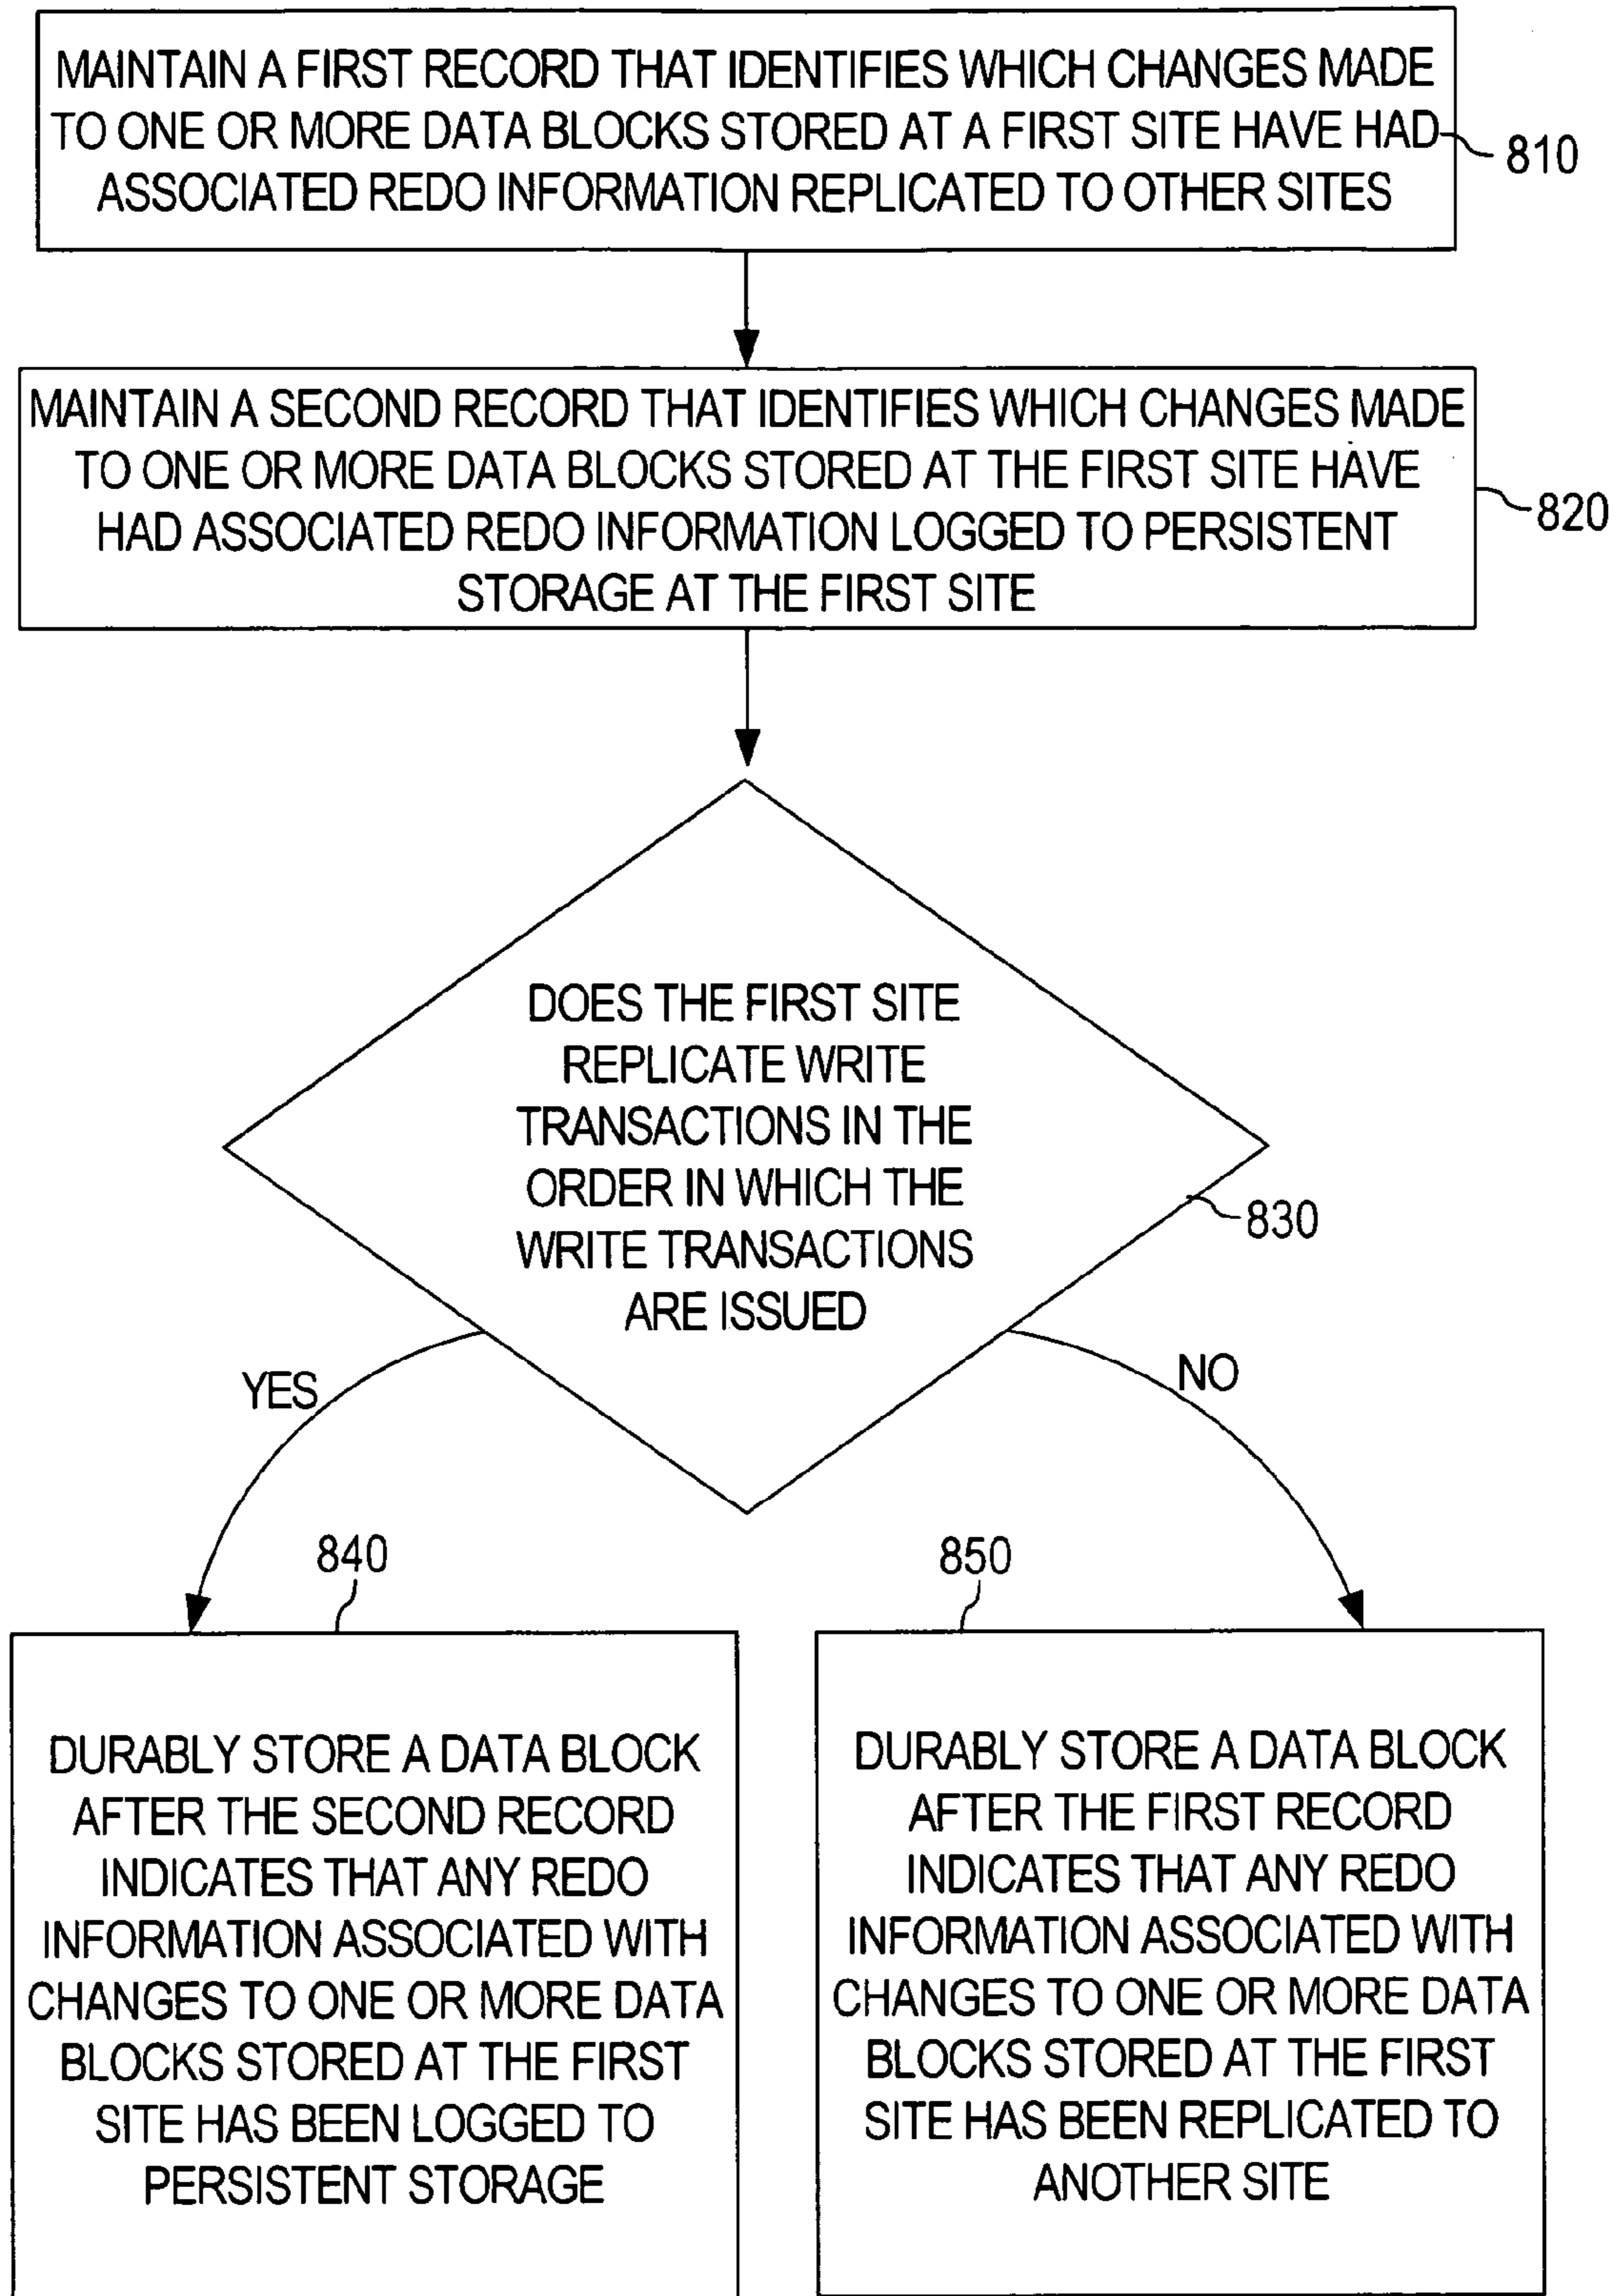 MAINTAIN A FIRST RECORD THAT IDENTIFIES WHICH CHANGES MADE
TO ONE OR MORE DATA BLOCKS STORED AT A FIRST SITE HAVE HAD
ASSOCIATED REDO INFORMATION REPLICATED TO OTHER SITES
810
MAINTAIN A SECOND RECORD THAT IDENTIFIES WHICH CHANGES MADE
TO ONE OR MORE DATA BLOCKS STORED AT THE FIRST SITE HAVE
HAD ASSOCIATED REDO INFORMATION LOGGED TO PERSISTENT
STORAGE AT THE FIRST SITE
820
DOES THE FIRST SITE
REPLICATE WRITE
TRANSACTIONS IN THE
ORDER IN WHICH THE
WRITE TRANSACTIONS
ARE ISSUED
830
YES
NO
840
DURABLY STORE A DATA BLOCK
AFTER THE SECOND RECORD
INDICATES THAT ANY REDO
INFORMATION ASSOCIATED WITH
CHANGES TO ONE OR MORE DATA
BLOCKS STORED AT THE FIRST
SITE HAS BEEN LOGGED TO
PERSISTENT STORAGE
850
DURABLY STORE A DATA BLOCK
AFTER THE FIRST RECORD
INDICATES THAT ANY REDO
INFORMATION ASSOCIATED WITH
CHANGES TO ONE OR MORE DATA
BLOCKS STORED AT THE FIRST
SITE HAS BEEN REPLICATED TO
ANOTHER SITE